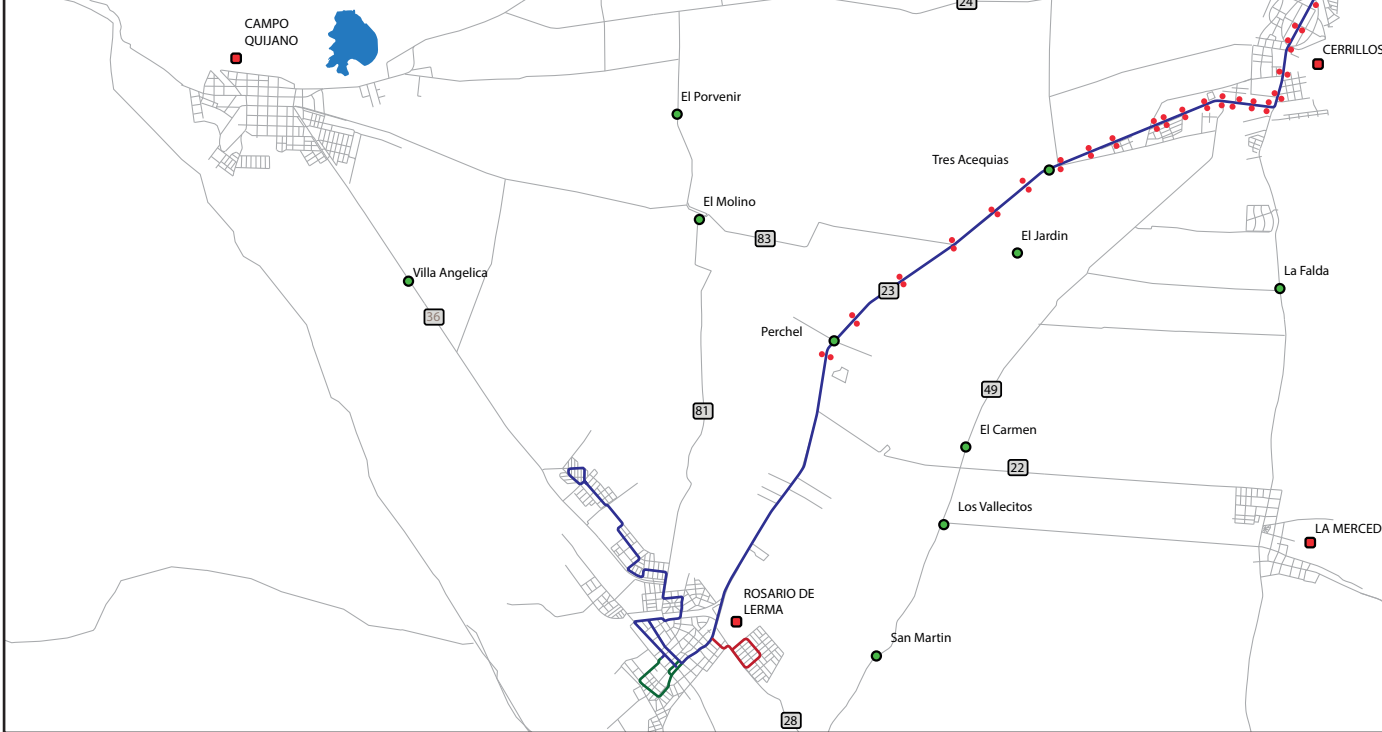 24
CAMPO
QUIJANO
CERRILLOS
El Porvenir
Tres Acequias
El Molino
83
El Jardin
Villa Angelica
La Falda
23
36
Perchel
49
81
El Carmen
22
Los Vallecitos
LA MERCED
ROSARIO DE
LERMA
San Martin
28